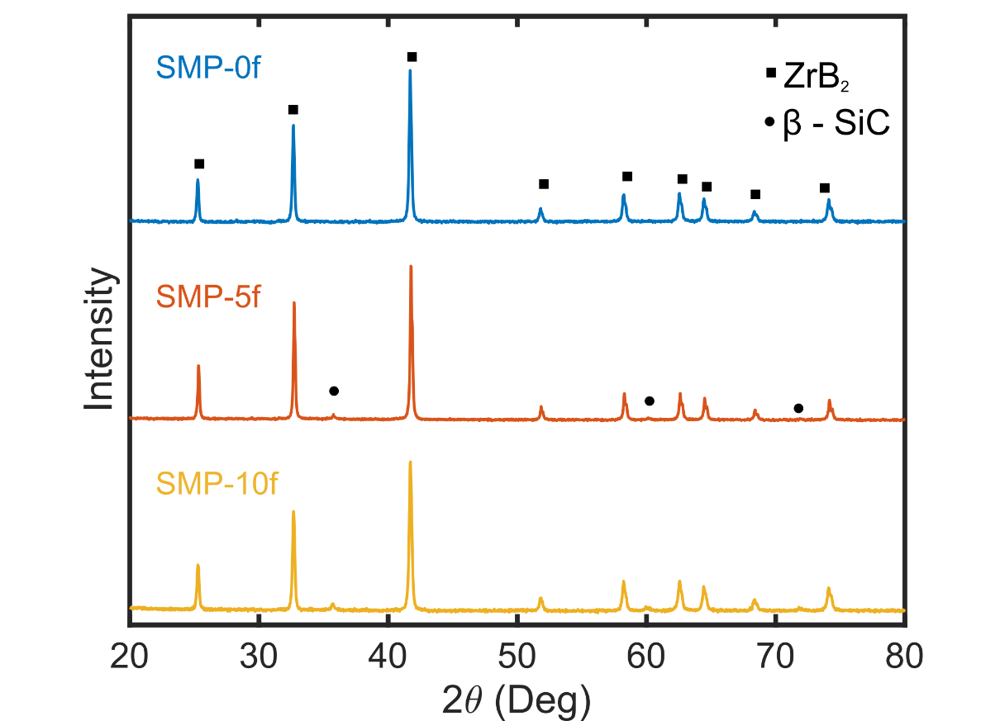 SMP-0f
■ ZrB₂
● β - SiC
SMP-5f
SMP-10f
Intensity
20 30 40 50 60 70 80
2θ (Deg)